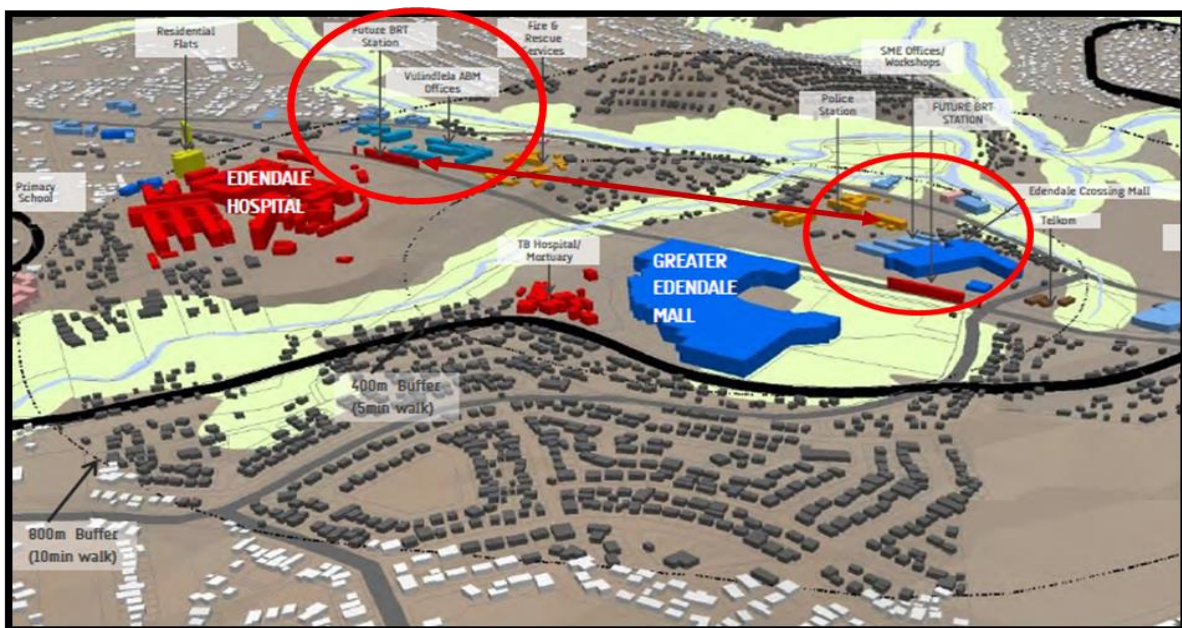 Residential
Flats
Future BRT
Station
Vulindlela ABM
Offices
Fire &
Rescue
Services
SME Offices/
Workshops
Police
Station
FUTURE BRT
STATION
Primary
School
EDENDALE
HOSPITAL
Edendale Crossing Mall
Telkom
TB Hospital/
Mortuary
GREATER
EDENDALE
MALL
400m Buffer
(5min walk)
800m Buffer
(10min walk)